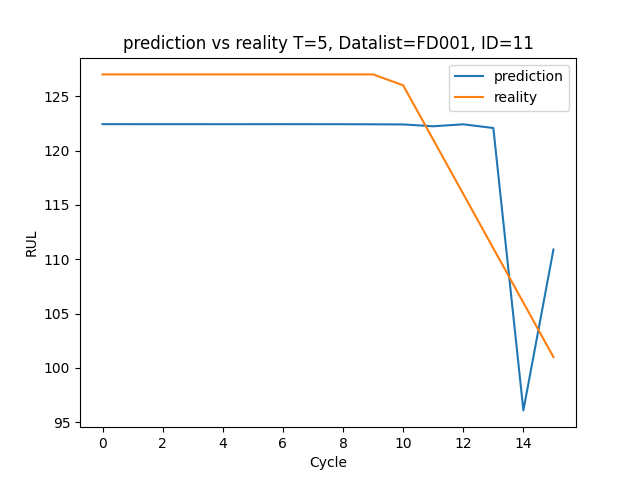 prediction vs reality T=5, Datalist=FD001, ID=11
prediction
reality
RUL
125
120
115
110
105
100
95
0 2 4 6 8 10 12 14
Cycle